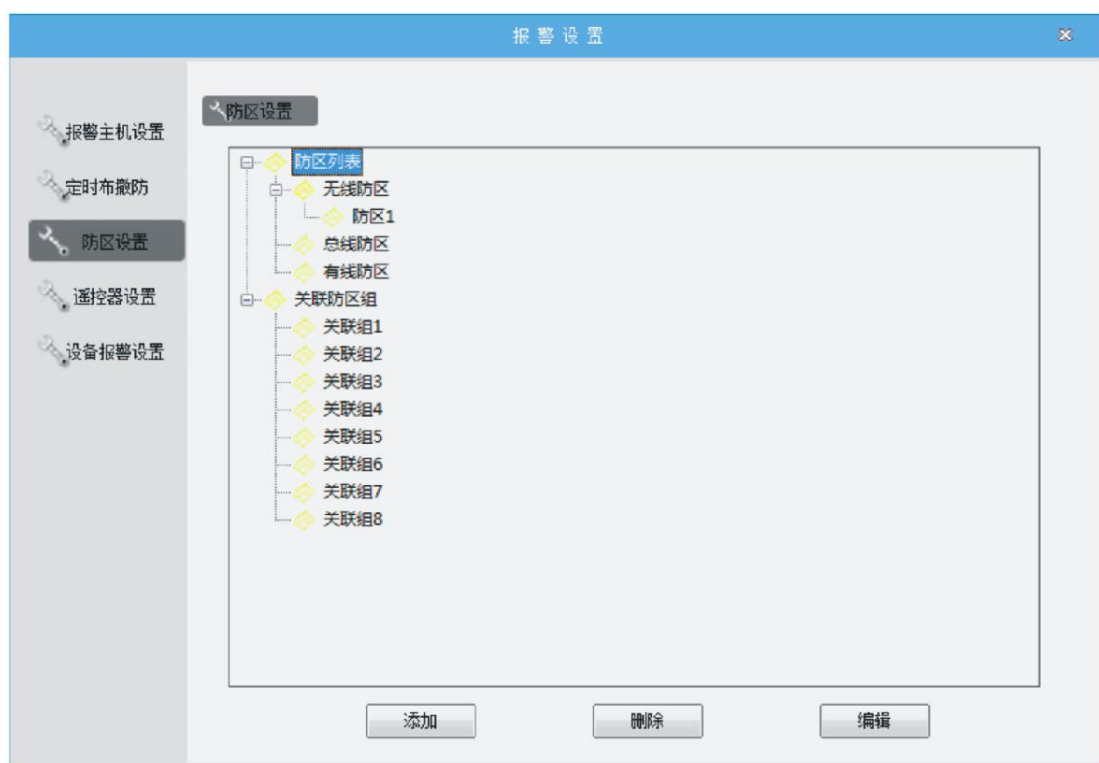 报警设置
报警主机设置
定时布撤防
防区设置
遥控器设置
设备报警设置
防区设置
防区列表
无线防区
防区1
总线防区
有线防区
关联防区组
关联组1
关联组2
关联组3
关联组4
关联组5
关联组6
关联组7
关联组8
添加
删除
编辑